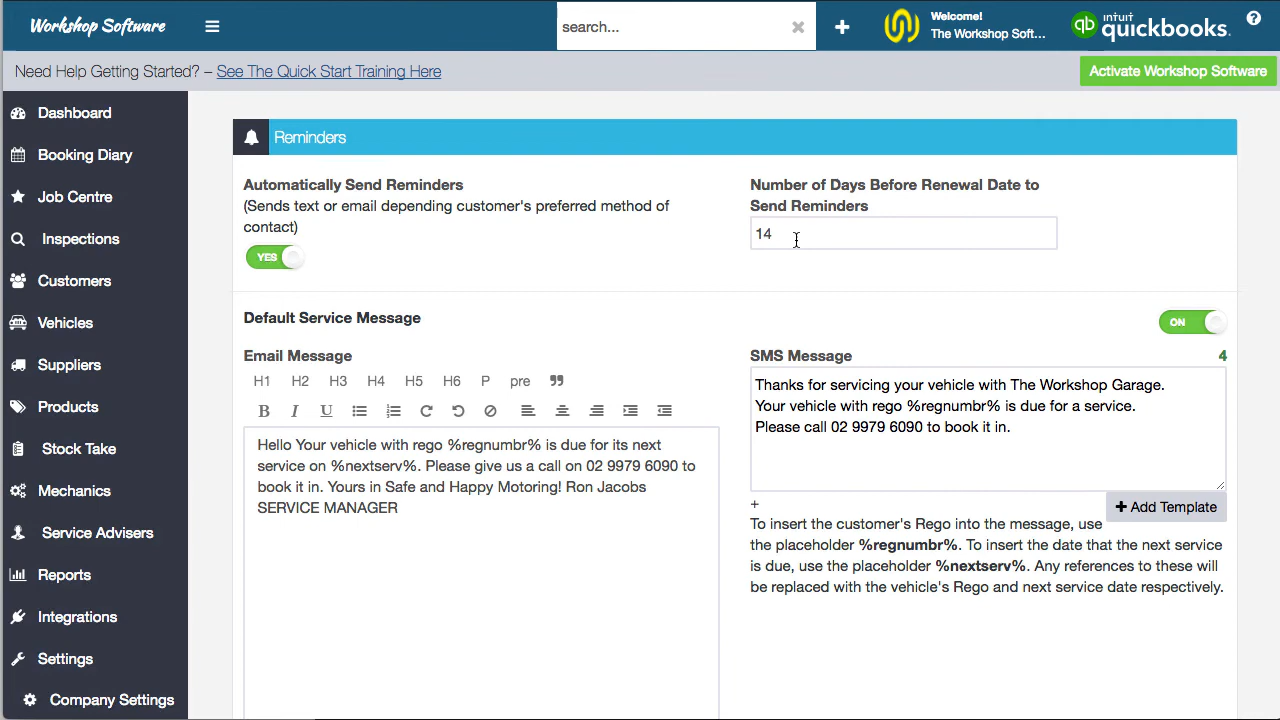 Workshop Software
search...
Welcome!
The Workshop Soft...
qb
intuit
quickbooks.
Need Help Getting Started? – See The Quick Start Training Here
Activate Workshop Software
Dashboard
Booking Diary
Job Centre
Inspections
Customers
Vehicles
Suppliers
Products
Stock Take
Mechanics
Service Advisers
Reports
Integrations
Settings
Company Settings
Reminders
Automatically Send Reminders
(Sends text or email depending customer's preferred method of
contact)
YES
Number of Days Before Renewal Date to
Send Reminders
14
Default Service Message
ON
Email Message
H1 H2 H3 H4 H5 H6 P pre
B I U
Hello Your vehicle with rego %regnumbr% is due for its next
service on %nextserv%. Please give us a call on 02 9979 6090 to
book it in. Yours in Safe and Happy Motoring! Ron Jacobs
SERVICE MANAGER
SMS Message
4
Thanks for servicing your vehicle with The Workshop Garage.
Your vehicle with rego %regnumbr% is due for a service.
Please call 02 9979 6090 to book it in.
+
+ Add Template
To insert the customer's Rego into the message, use
the placeholder %regnumbr%. To insert the date that the next service
is due, use the placeholder %nextserv%. Any references to these will
be replaced with the vehicle's Rego and next service date respectively.